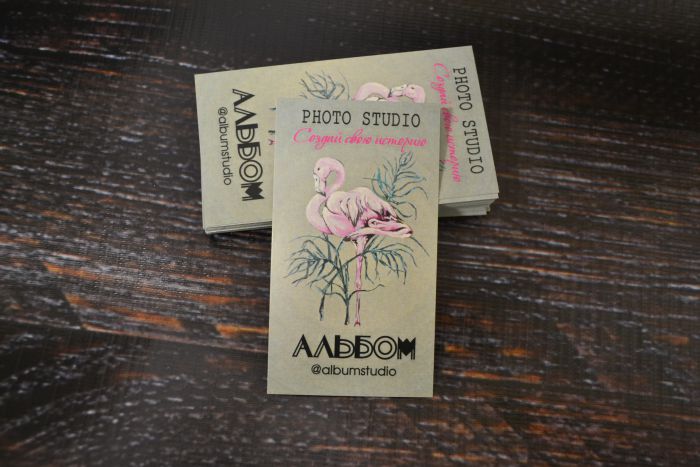 PHOTO STUDIO
Создай свою историю
АЛЬБОМ
@albumstudio
PHOTO STUDIO
Создай свою историю
АЛЬБОМ
@albumstudio